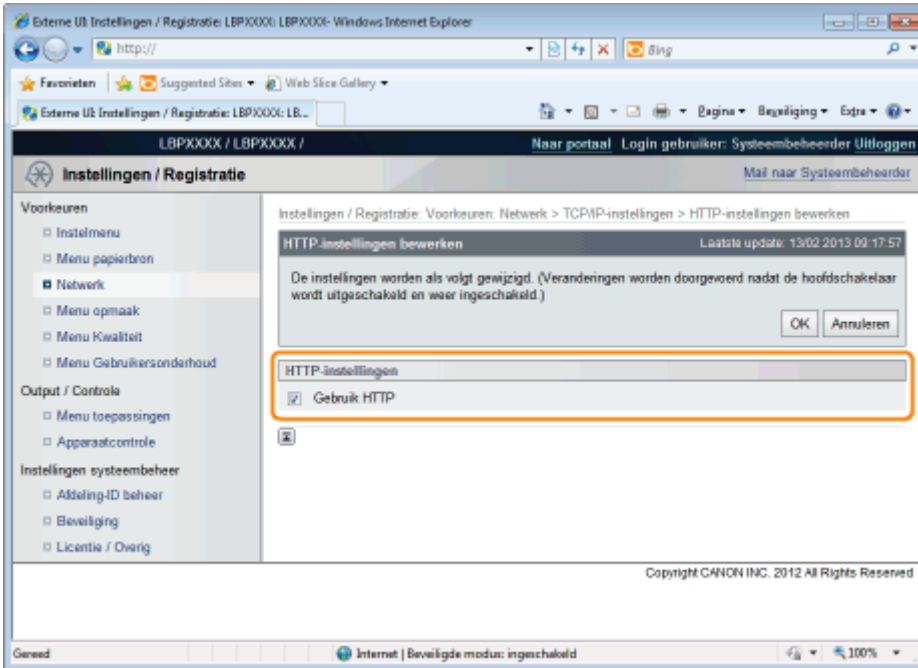 Externe UI: Instellingen / Registratie: LBPXXXX: LBPXXXX - Windows Internet Explorer
http://
Bing
Favorieten Suggested Sites Web Slice Gallery
Externe UI: Instellingen / Registratie: LBPXXXX: LB...
Pagina Beveiliging Extra
LBPXXXX / LBPXXXX /
Naar portaal Login gebruiker: Systeembeheerder Uitloggen
Instellingen / Registratie
Mail naar Systeembeheerder
Voorkeuren
Instelmenu
Menu papierbron
Netwerk
Menu opmaak
Menu Kwaliteit
Menu Gebruikersonderhoud
Output / Controle
Menu toepassingen
Apparaatcontrole
Instellingen systeembeheer
Afdeling-ID beheer
Beveiliging
Licentie / Overig
Instellingen / Registratie: Voorkeuren: Netwerk > TCP/IP-instellingen > HTTP-instellingen bewerken
HTTP-instellingen bewerken
Laatste update: 13/02 2013 09:17:57
De instellingen worden als volgt gewijzigd. (Veranderingen worden doorgevoerd nadat de hoofdschakelaar
wordt uitgeschakeld en weer ingeschakeld.)
OK Annuleren
HTTP-instellingen
Gebruik HTTP
Copyright CANON INC. 2012 All Rights Reserved
Gereed
Internet | Beveiligde modus: ingeschakeld
100%